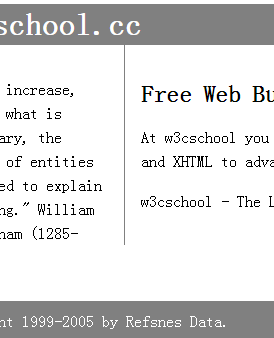 school.cc
increase,
what is
ary, the
of entities
ed to explain
ng." William
ham (1285-
Free Web Bu
At w3cschool you
and XHTML to adva
w3cschool - The L
nt 1999-2005 by Refsnes Data.